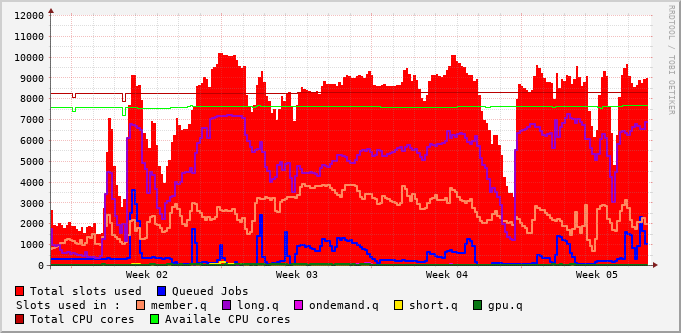 RRDTOOL / TOBI OETIKER
12000
11000
10000
9000
8000
7000
6000
5000
4000
3000
2000
1000
0
Week 02 Week 03 Week 04 Week 05
Total slots used Queued Jobs
Slots used in : member.q long.q ondemand.q short.q gpu.q
Total CPU cores Availale CPU cores